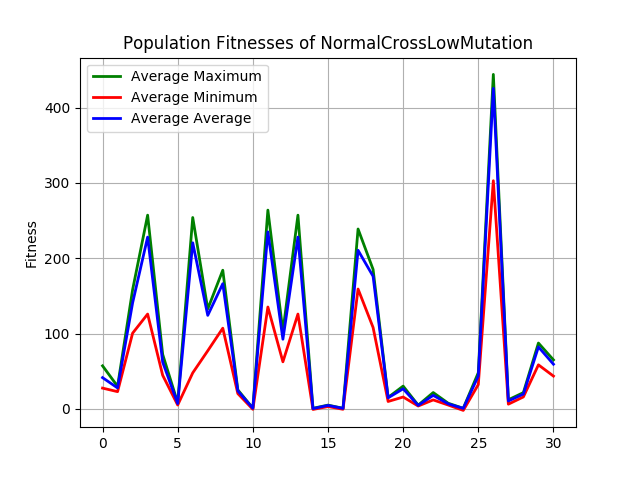 Population Fitnesses of NormalCrossLowMutation
Average Maximum
Average Minimum
Average Average
Fitness
400
300
200
100
0
0 5 10 15 20 25 30